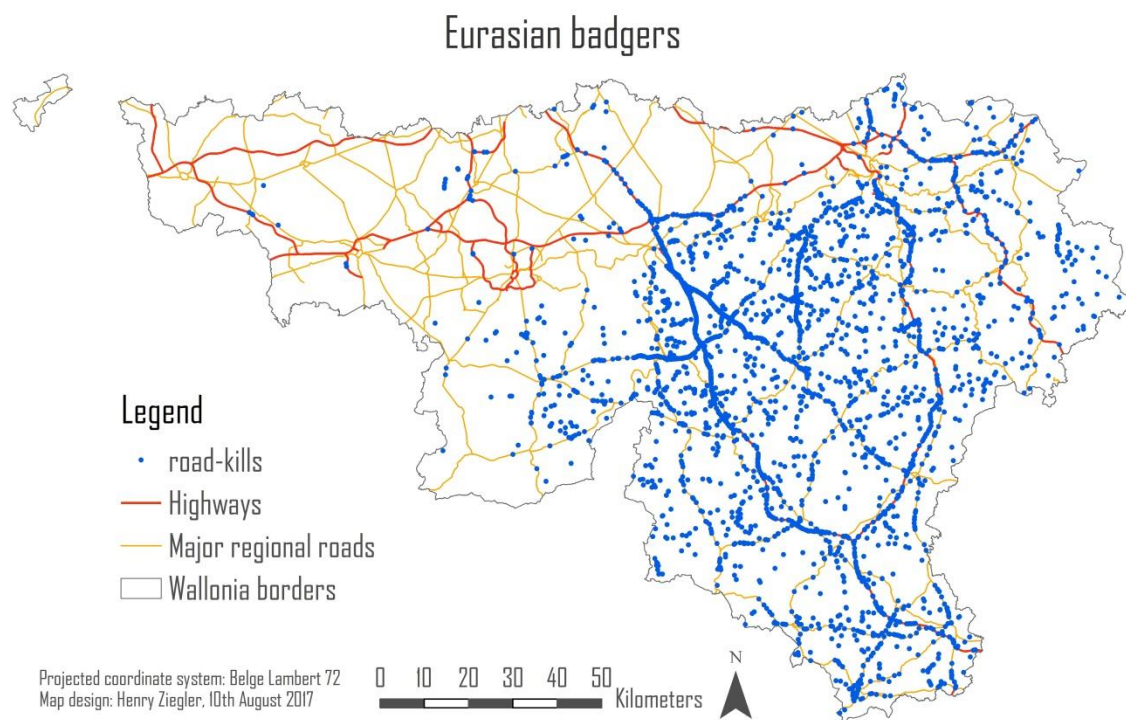 Eurasian badgers
Legend
road-kills
Highways
Major regional roads
Wallonia borders
Projected coordinate system: Belge Lambert 72
Map design: Henry Ziegler, 10th August 2017
0 10 20 30 40 50
Kilometers
N